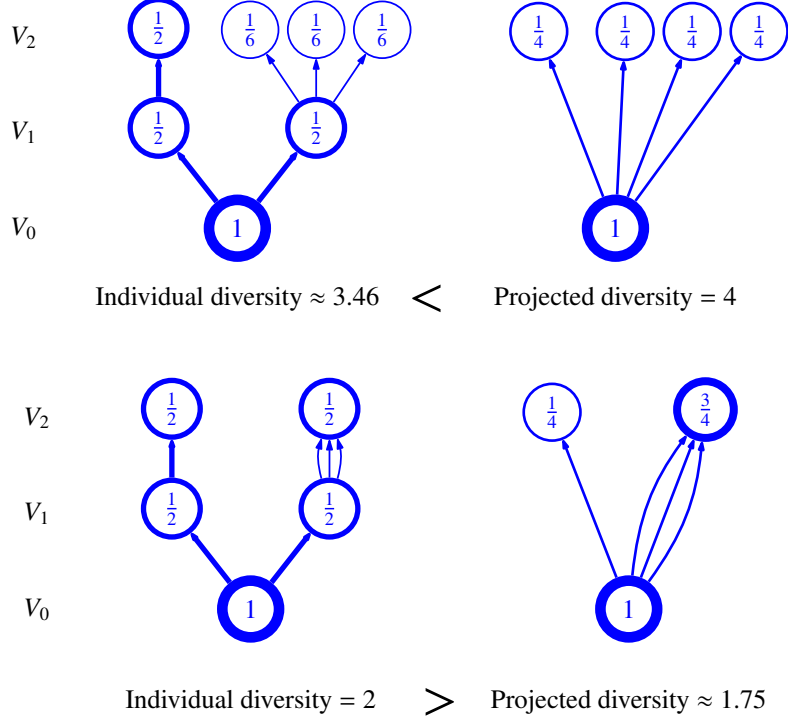 V₂ 1/2 1/6 1/6 1/6 1/4 1/4 1/4 1/4
V₁ 1/2 1/2
V₀ 1 1
Individual diversity ≈ 3.46 < Projected diversity = 4
V₂ 1/2 1/2 1/4 3/4
V₁ 1/2 1/2
V₀ 1 1
Individual diversity = 2 > Projected diversity ≈ 1.75